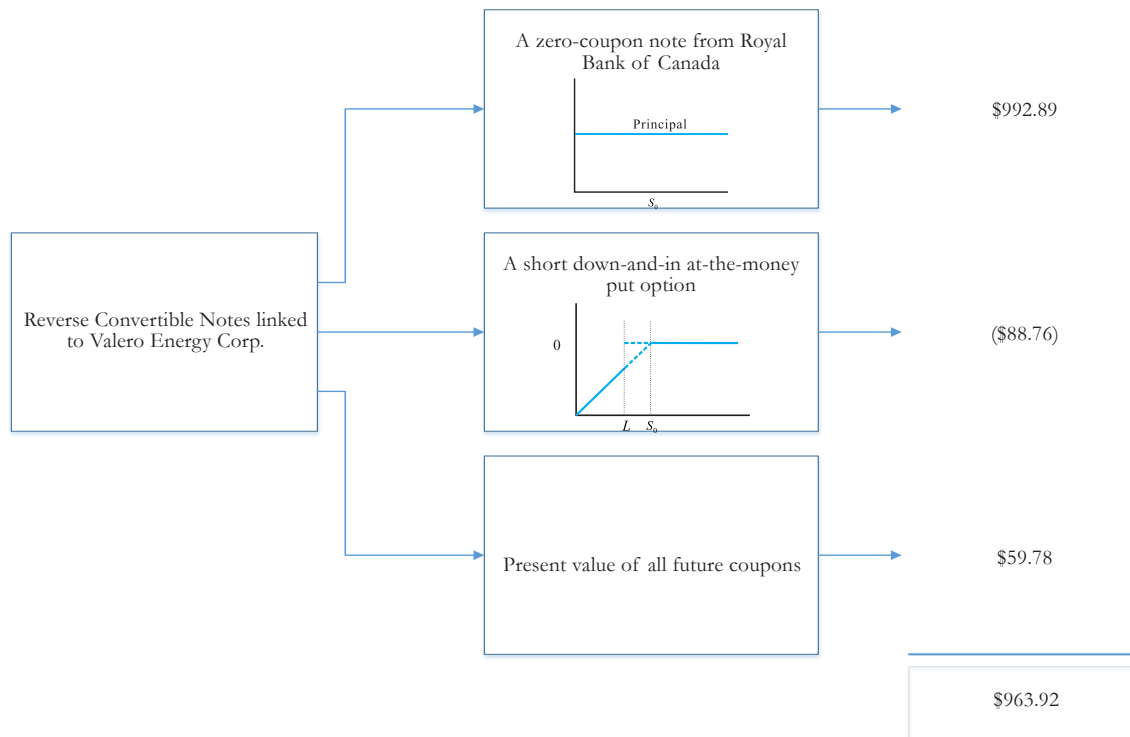 A zero-coupon note from Royal
Bank of Canada
Principal
S₀
$992.89
Reverse Convertible Notes linked
to Valero Energy Corp.
A short down-and-in at-the-money
put option
0
L S₀
($88.76)
Present value of all future coupons
$59.78
$963.92